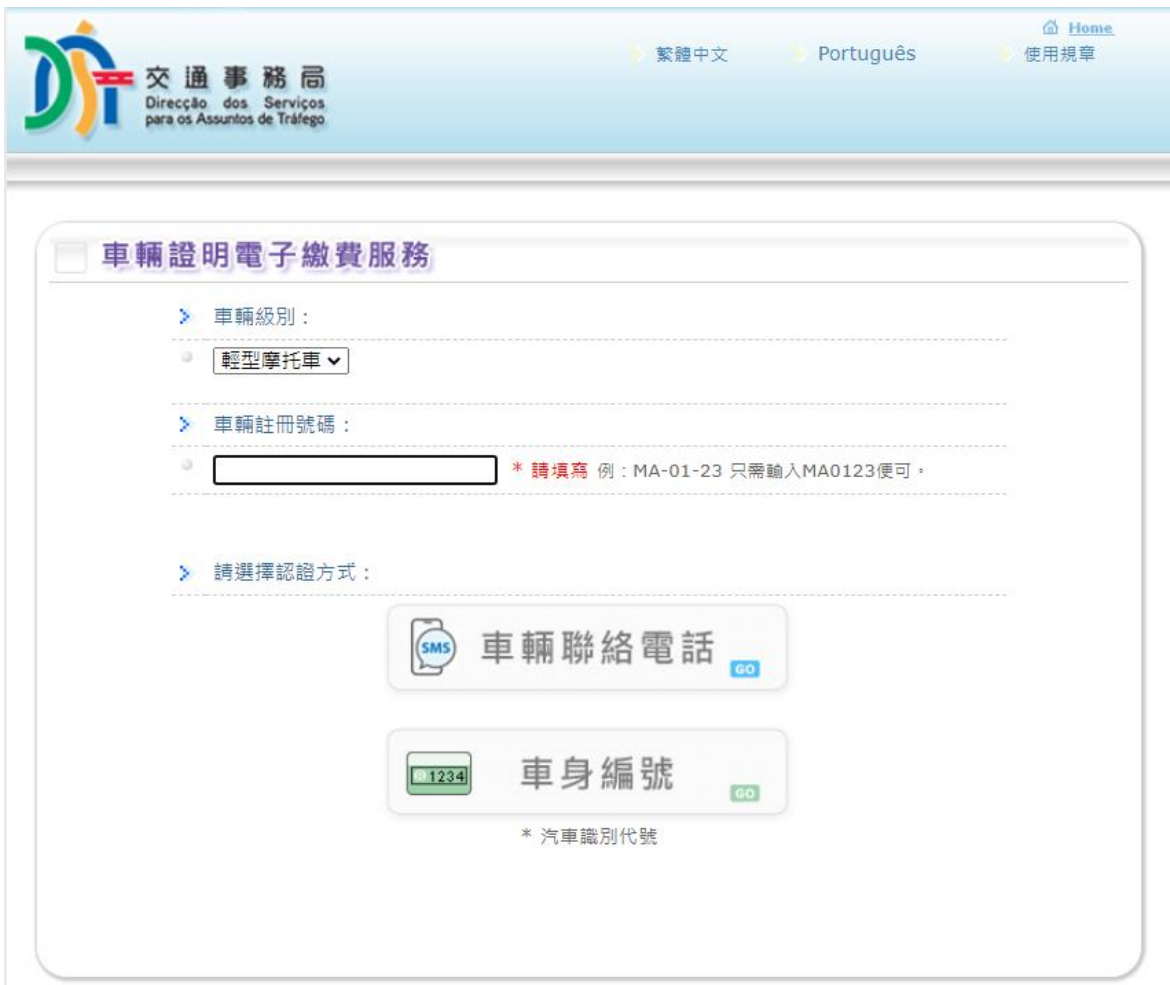 Home
繁體中文 Português 使用規章
交通事務局
Direcção dos Serviços
para os Assuntos de Tráfego
車輛證明電子繳費服務
車輛級別：
輕型摩托車
車輛註冊號碼：
* 請填寫 例：MA-01-23 只需輸入MA0123便可。
請選擇認證方式：
SMS 車輛聯絡電話 GO
1234 車身編號 GO
* 汽車識別代號